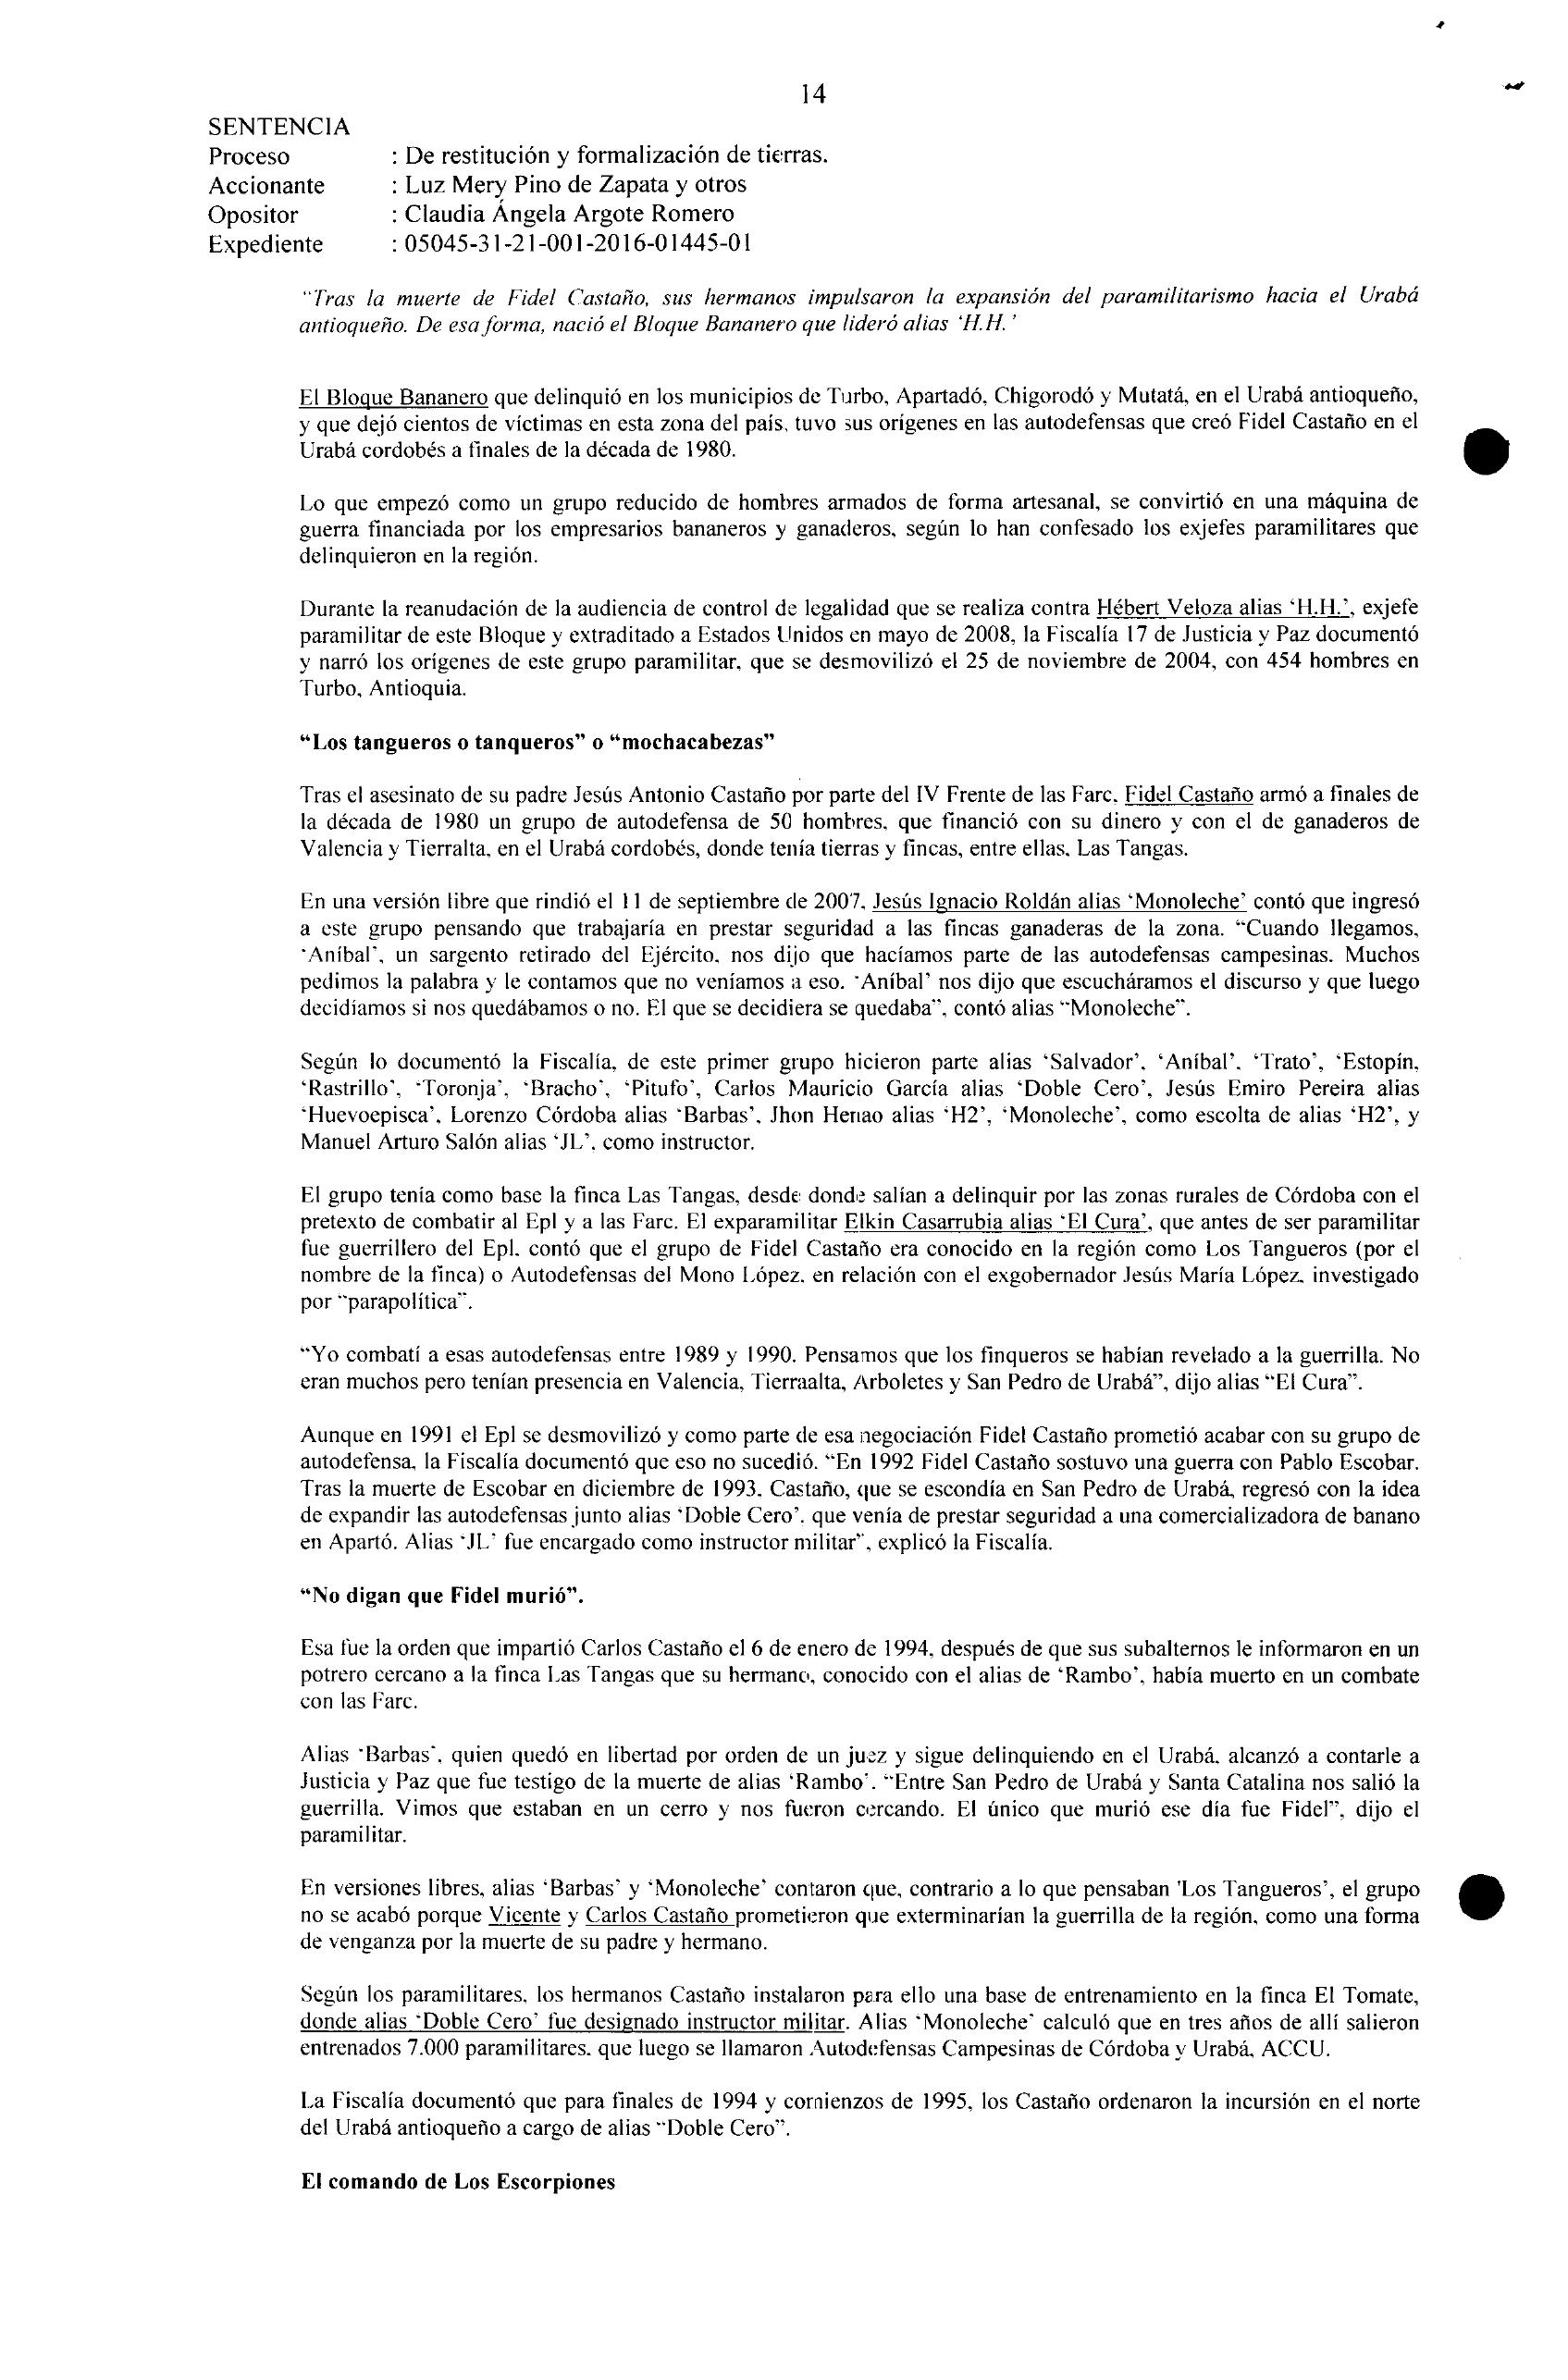 14
SENTENCIA
Proceso : De restitución y formalización de tierras.
Accionante : Luz Mery Pino de Zapata y otros
Opositor : Claudia Ángela Argote Romero
Expediente : 05045-31-21-001-2016-01445-01
"Tras la muerte de Fidel Castaño, sus hermanos impulsaron la expansión del paramilitarismo hacia el Urabá
antioqueño. De esa forma, nació el Bloque Bananero que lideró alias 'H.H.'
El Bloque Bananero que delinquió en los municipios de Turbo, Apartadó, Chigorodó y Mutatá, en el Urabá antioqueño,
y que dejó cientos de víctimas en esta zona del país, tuvo sus orígenes en las autodefensas que creó Fidel Castaño en el
Urabá cordobés a finales de la década de 1980.
Lo que empezó como un grupo reducido de hombres armados de forma artesanal, se convirtió en una máquina de
guerra financiada por los empresarios bananeros y ganaderos, según lo han confesado los exjefes paramilitares que
delinquieron en la región.
Durante la reanudación de la audiencia de control de legalidad que se realiza contra Hébert Veloza alias 'H.H.', exjefe
paramilitar de este Bloque y extraditado a Estados Unidos en mayo de 2008, la Fiscalía 17 de Justicia y Paz documentó
y narró los orígenes de este grupo paramilitar, que se desmovilizó el 25 de noviembre de 2004, con 454 hombres en
Turbo, Antioquia.
"Los tangueros o tanqueros" o "mochacabezas"
Tras el asesinato de su padre Jesús Antonio Castaño por parte del IV Frente de las Farc, Fidel Castaño armó a finales de
la década de 1980 un grupo de autodefensa de 50 hombres, que financió con su dinero y con el de ganaderos de
Valencia y Tierralta, en el Urabá cordobés, donde tenía tierras y fincas, entre ellas, Las Tangas.
En una versión libre que rindió el 11 de septiembre de 2007, Jesús Ignacio Roldán alias 'Monoleche' contó que ingresó
a este grupo pensando que trabajaría en prestar seguridad a las fincas ganaderas de la zona. "Cuando llegamos,
'Aníbal', un sargento retirado del Ejército, nos dijo que hacíamos parte de las autodefensas campesinas. Muchos
pedimos la palabra y le contamos que no veníamos a eso. 'Aníbal' nos dijo que escucháramos el discurso y que luego
decidíamos si nos quedábamos o no. El que se decidiera se quedaba", contó alias "Monoleche".
Según lo documentó la Fiscalía, de este primer grupo hicieron parte alias 'Salvador', 'Aníbal', 'Trato', 'Estopín,
'Rastrillo', 'Toronja', 'Bracho', 'Pitufo', Carlos Mauricio García alias 'Doble Cero', Jesús Emiro Pereira alias
'Huevoepisca', Lorenzo Córdoba alias 'Barbas', Jhon Henao alias 'H2', 'Monoleche', como escolta de alias 'H2', y
Manuel Arturo Salón alias 'JL', como instructor.
El grupo tenía como base la finca Las Tangas, desde donde salían a delinquir por las zonas rurales de Córdoba con el
pretexto de combatir al Epl y a las Farc. El exparamilitar Elkin Casarrubia alias 'El Cura', que antes de ser paramilitar
fue guerrillero del Epl, contó que el grupo de Fidel Castaño era conocido en la región como Los Tangueros (por el
nombre de la finca) o Autodefensas del Mono López, en relación con el exgobernador Jesús María López, investigado
por "parapolítica".
"Yo combatí a esas autodefensas entre 1989 y 1990. Pensamos que los finqueros se habían revelado a la guerrilla. No
eran muchos pero tenían presencia en Valencia, Tierraalta, Arboletes y San Pedro de Urabá", dijo alias "El Cura".
Aunque en 1991 el Epl se desmovilizó y como parte de esa negociación Fidel Castaño prometió acabar con su grupo de
autodefensa, la Fiscalía documentó que eso no sucedió. "En 1992 Fidel Castaño sostuvo una guerra con Pablo Escobar.
Tras la muerte de Escobar en diciembre de 1993, Castaño, que se escondía en San Pedro de Urabá, regresó con la idea
de expandir las autodefensas junto alias 'Doble Cero', que venía de prestar seguridad a una comercializadora de banano
en Apartó. Alias 'JL' fue encargado como instructor militar", explicó la Fiscalía.
"No digan que Fidel murió".
Esa fue la orden que impartió Carlos Castaño el 6 de enero de 1994, después de que sus subalternos le informaron en un
potrero cercano a la finca Las Tangas que su hermano, conocido con el alias de 'Rambo', había muerto en un combate
con las Farc.
Alias 'Barbas', quien quedó en libertad por orden de un juez y sigue delinquiendo en el Urabá, alcanzó a contarle a
Justicia y Paz que fue testigo de la muerte de alias 'Rambo'. "Entre San Pedro de Urabá y Santa Catalina nos salió la
guerrilla. Vimos que estaban en un cerro y nos fueron cercando. El único que murió ese día fue Fidel", dijo el
paramilitar.
En versiones libres, alias 'Barbas' y 'Monoleche' contaron que, contrario a lo que pensaban 'Los Tangueros', el grupo
no se acabó porque Vicente y Carlos Castaño prometieron que exterminarían la guerrilla de la región, como una forma
de venganza por la muerte de su padre y hermano.
Según los paramilitares, los hermanos Castaño instalaron para ello una base de entrenamiento en la finca El Tomate,
donde alias 'Doble Cero' fue designado instructor militar. Alias 'Monoleche' calculó que en tres años de allí salieron
entrenados 7.000 paramilitares, que luego se llamaron Autodefensas Campesinas de Córdoba y Urabá, ACCU.
La Fiscalía documentó que para finales de 1994 y comienzos de 1995, los Castaño ordenaron la incursión en el norte
del Urabá antioqueño a cargo de alias "Doble Cero".
El comando de Los Escorpiones